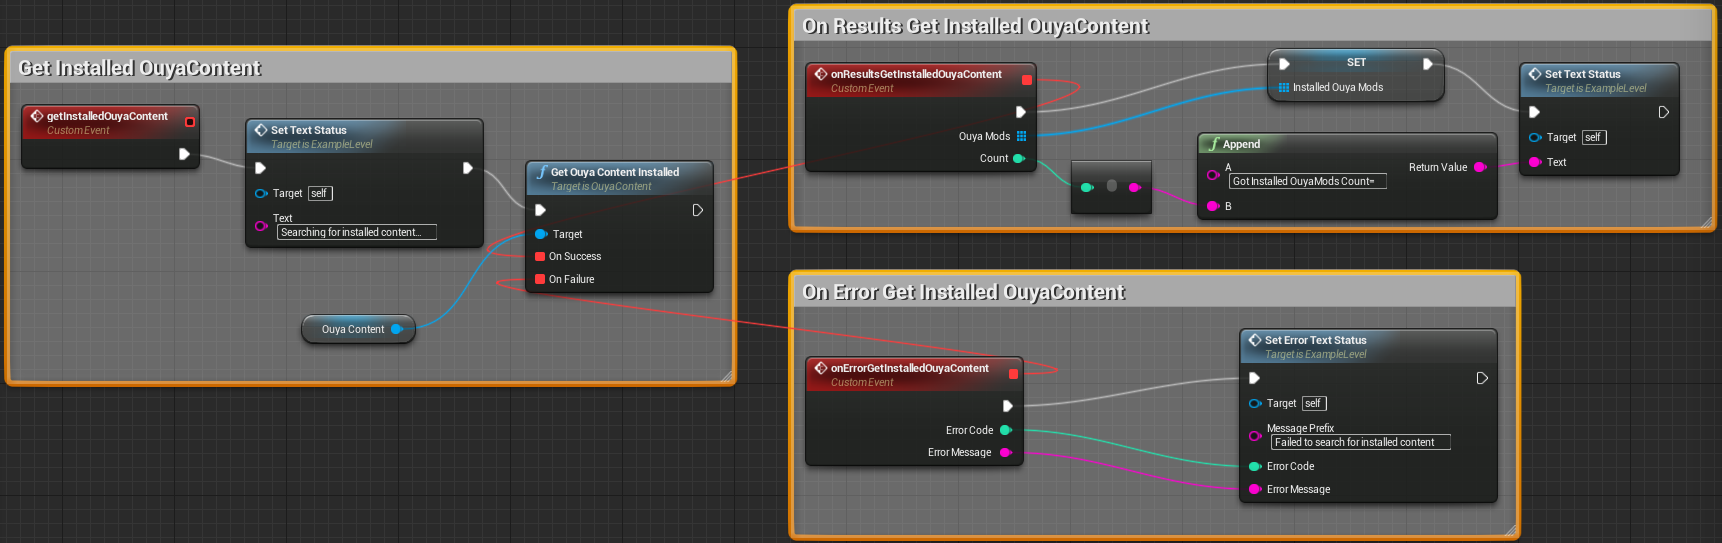 Get Installed OuyaContent
getInstalledOuyaContent
Custom Event
Set Text Status
Target is ExampleLevel
Target self
Text
Searching for installed content...
Get Ouya Content Installed
Target is OuyaContent
Target
On Success
On Failure
Ouya Content
On Results Get Installed OuyaContent
onResultsGetInstalledOuyaContent
Custom Event
Ouya Mods
Count
SET
Installed Ouya Mods
Append
A
Got Installed OuyaMods Count=
B
Return Value
Set Text Status
Target is ExampleLevel
Target self
Text
On Error Get Installed OuyaContent
onErrorGetInstalledOuyaContent
Custom Event
Error Code
Error Message
Set Error Text Status
Target is ExampleLevel
Target self
Message Prefix
Failed to search for installed content
Error Code
Error Message